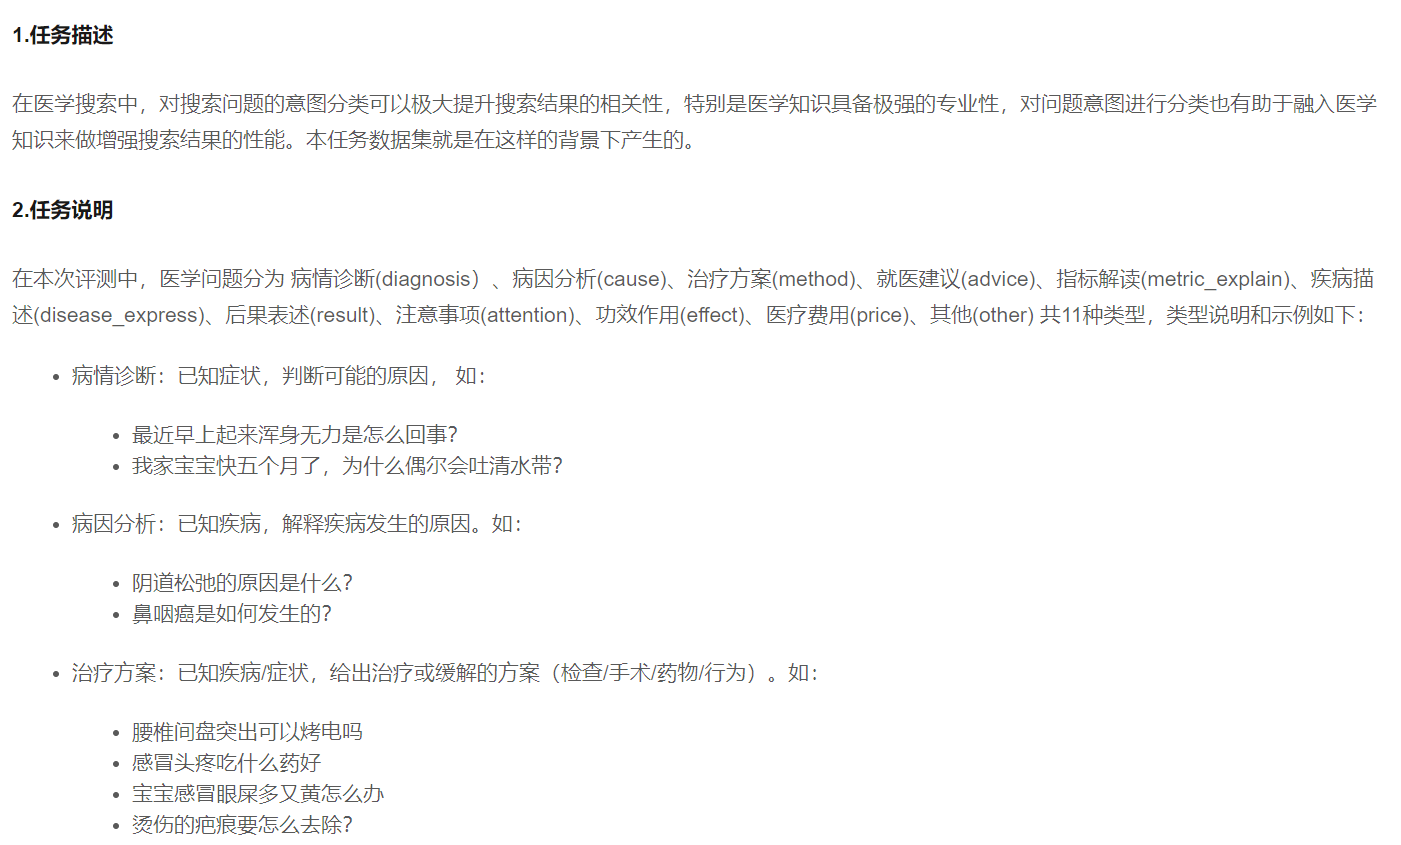 1.任务描述
在医学搜索中，对搜索问题的意图分类可以极大提升搜索结果的相关性，特别是医学知识具备极强的专业性，对问题意图进行分类也有助于融入医学
知识来做增强搜索结果的性能。本任务数据集就是在这样的背景下产生的。
2.任务说明
在本次评测中，医学问题分为 病情诊断(diagnosis）、病因分析(cause)、治疗方案(method)、就医建议(advice)、指标解读(metric_explain)、疾病描
述(disease_express)、后果表述(result)、注意事项(attention)、功效作用(effect)、医疗费用(price)、其他(other) 共11种类型，类型说明和示例如下：
• 病情诊断：已知症状，判断可能的原因， 如：
• 最近早上起来浑身无力是怎么回事？
• 我家宝宝快五个月了，为什么偶尔会吐清水带？
• 病因分析：已知疾病，解释疾病发生的原因。如：
• 阴道松弛的原因是什么？
• 鼻咽癌是如何发生的？
• 治疗方案：已知疾病/症状，给出治疗或缓解的方案（检查/手术/药物/行为）。如：
• 腰椎间盘突出可以烤电吗
• 感冒头疼吃什么药好
• 宝宝感冒眼屎多又黄怎么办
• 烫伤的疤痕要怎么去除？